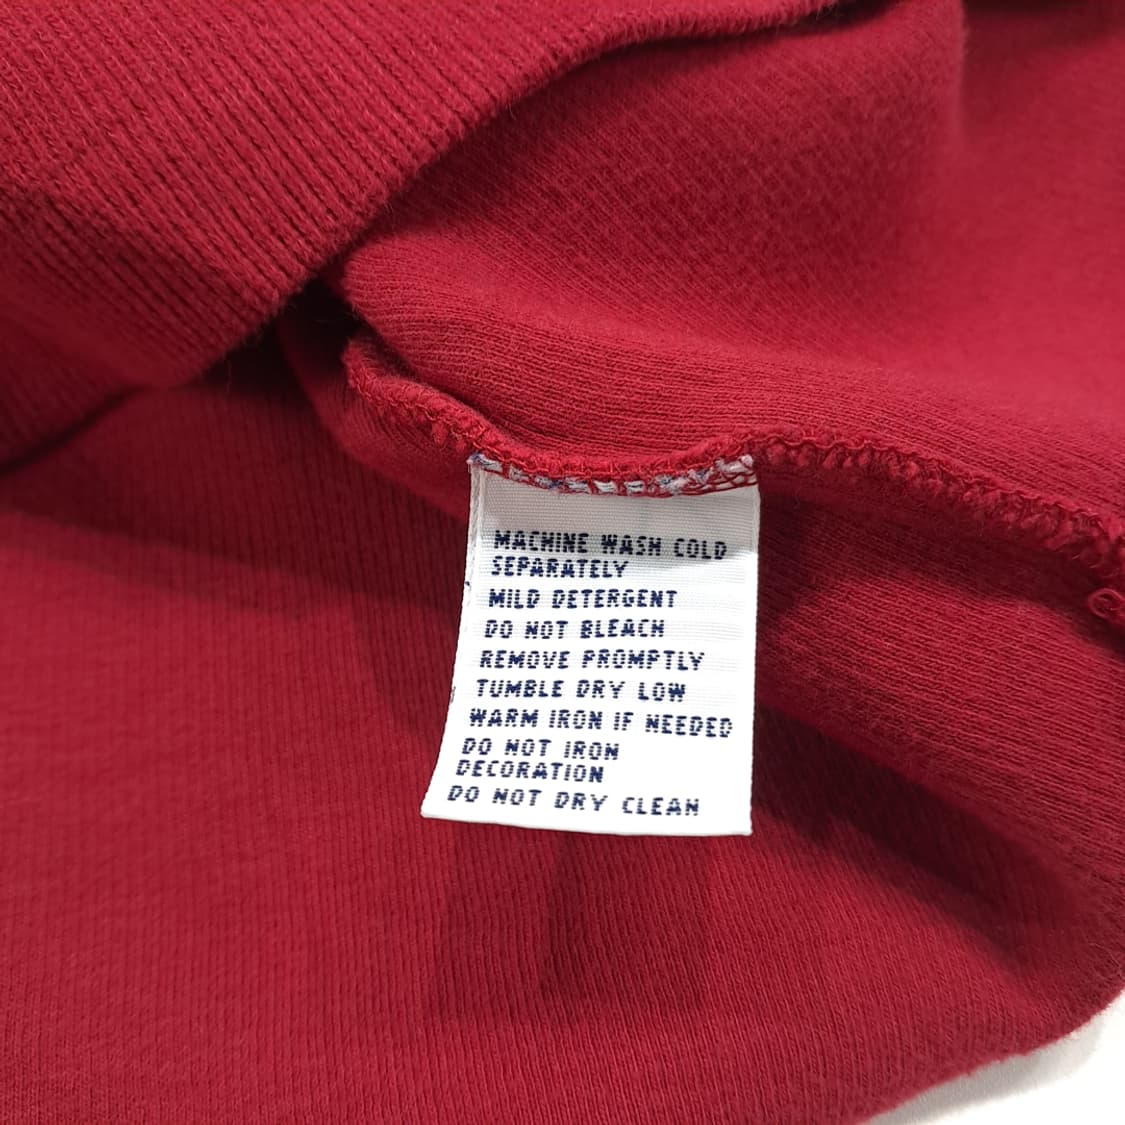 MACHINE WASH COLD
SEPARATELY
MILD DETERGENT
DO NOT BLEACH
REMOVE PROMPTLY
TUMBLE DRY LOW
WARM IRON IF NEEDED
DO NOT IRON
DECORATION
DO NOT DRY CLEAN